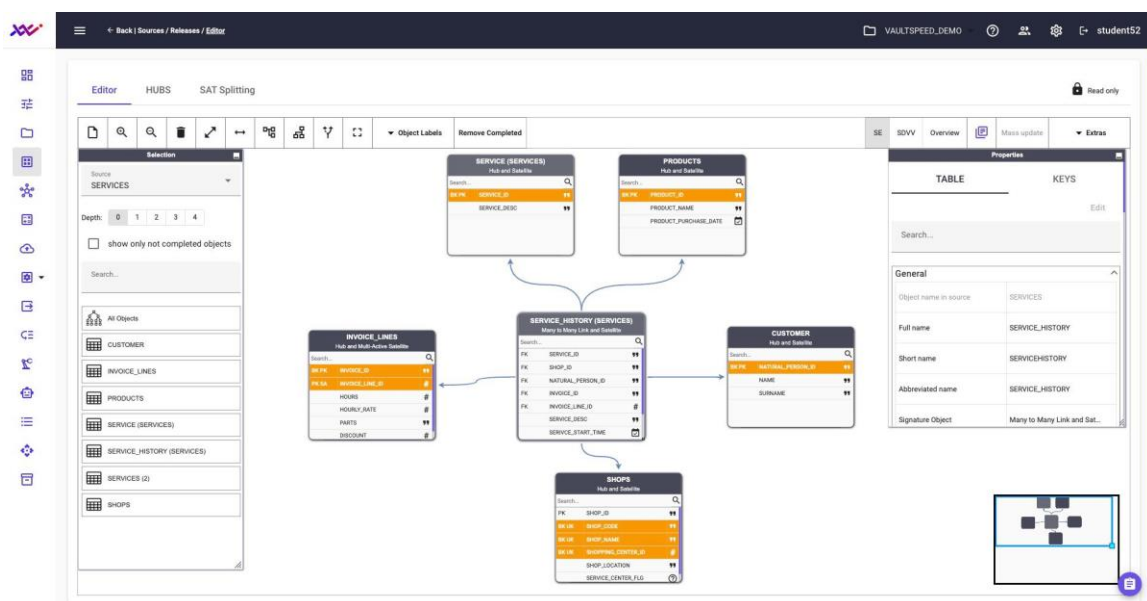 ← Back | Sources / Releases / Editor
VAULTSPEED_DEMO
student52
Editor
HUBS
SAT Splitting
Read only
Object Labels
Remove Completed
SE
SDVV
Overview
Mass update
Extras
Selection
Source
SERVICES
Depth:
0 1 2 3 4
show only not completed objects
Search...
All Objects
CUSTOMER
INVOICE_LINES
PRODUCTS
SERVICE (SERVICES)
SERVICE_HISTORY (SERVICES)
SERVICES (2)
SHOPS
SERVICE (SERVICES)
Hub and Satellite
Search...
BK PK SERVICE_ID
SERVICE_DESC
PRODUCTS
Hub and Satellite
Search...
BK PK PRODUCT_ID
PRODUCT_NAME
PRODUCT_PURCHASE_DATE
INVOICE_LINES
Hub and Multi-Active Satellite
Search...
BK PK INVOICE_ID
PK SA INVOICE_LINE_ID #
HOURS #
HOURLY_RATE #
PARTS
DISCOUNT #
SERVICE_HISTORY (SERVICES)
Many to Many Link and Satellite
Search...
FK SERVICE_ID
FK SHOP_ID
FK NATURAL_PERSON_ID
FK INVOICE_ID
FK INVOICE_LINE_ID #
SERVICE_DESC
SERIVCE_START_TIME
CUSTOMER
Hub and Satellite
Search...
BK PK NATURAL_PERSON_ID
NAME
SURNAME
SHOPS
Hub and Satellite
Search...
PK SHOP_ID
BK UK SHOP_CODE
BK UK SHOP_NAME
BK UK SHOPPING_CENTER_ID #
SHOP_LOCATION
SERVICE_CENTER_FLG
Properties
TABLE
KEYS
Edit
Search...
General
Object name in source SERVICES
Full name SERVICE_HISTORY
Short name SERVICEHISTORY
Abbreviated name SERVICE_HISTORY
Signature Object Many to Many Link and Sat...